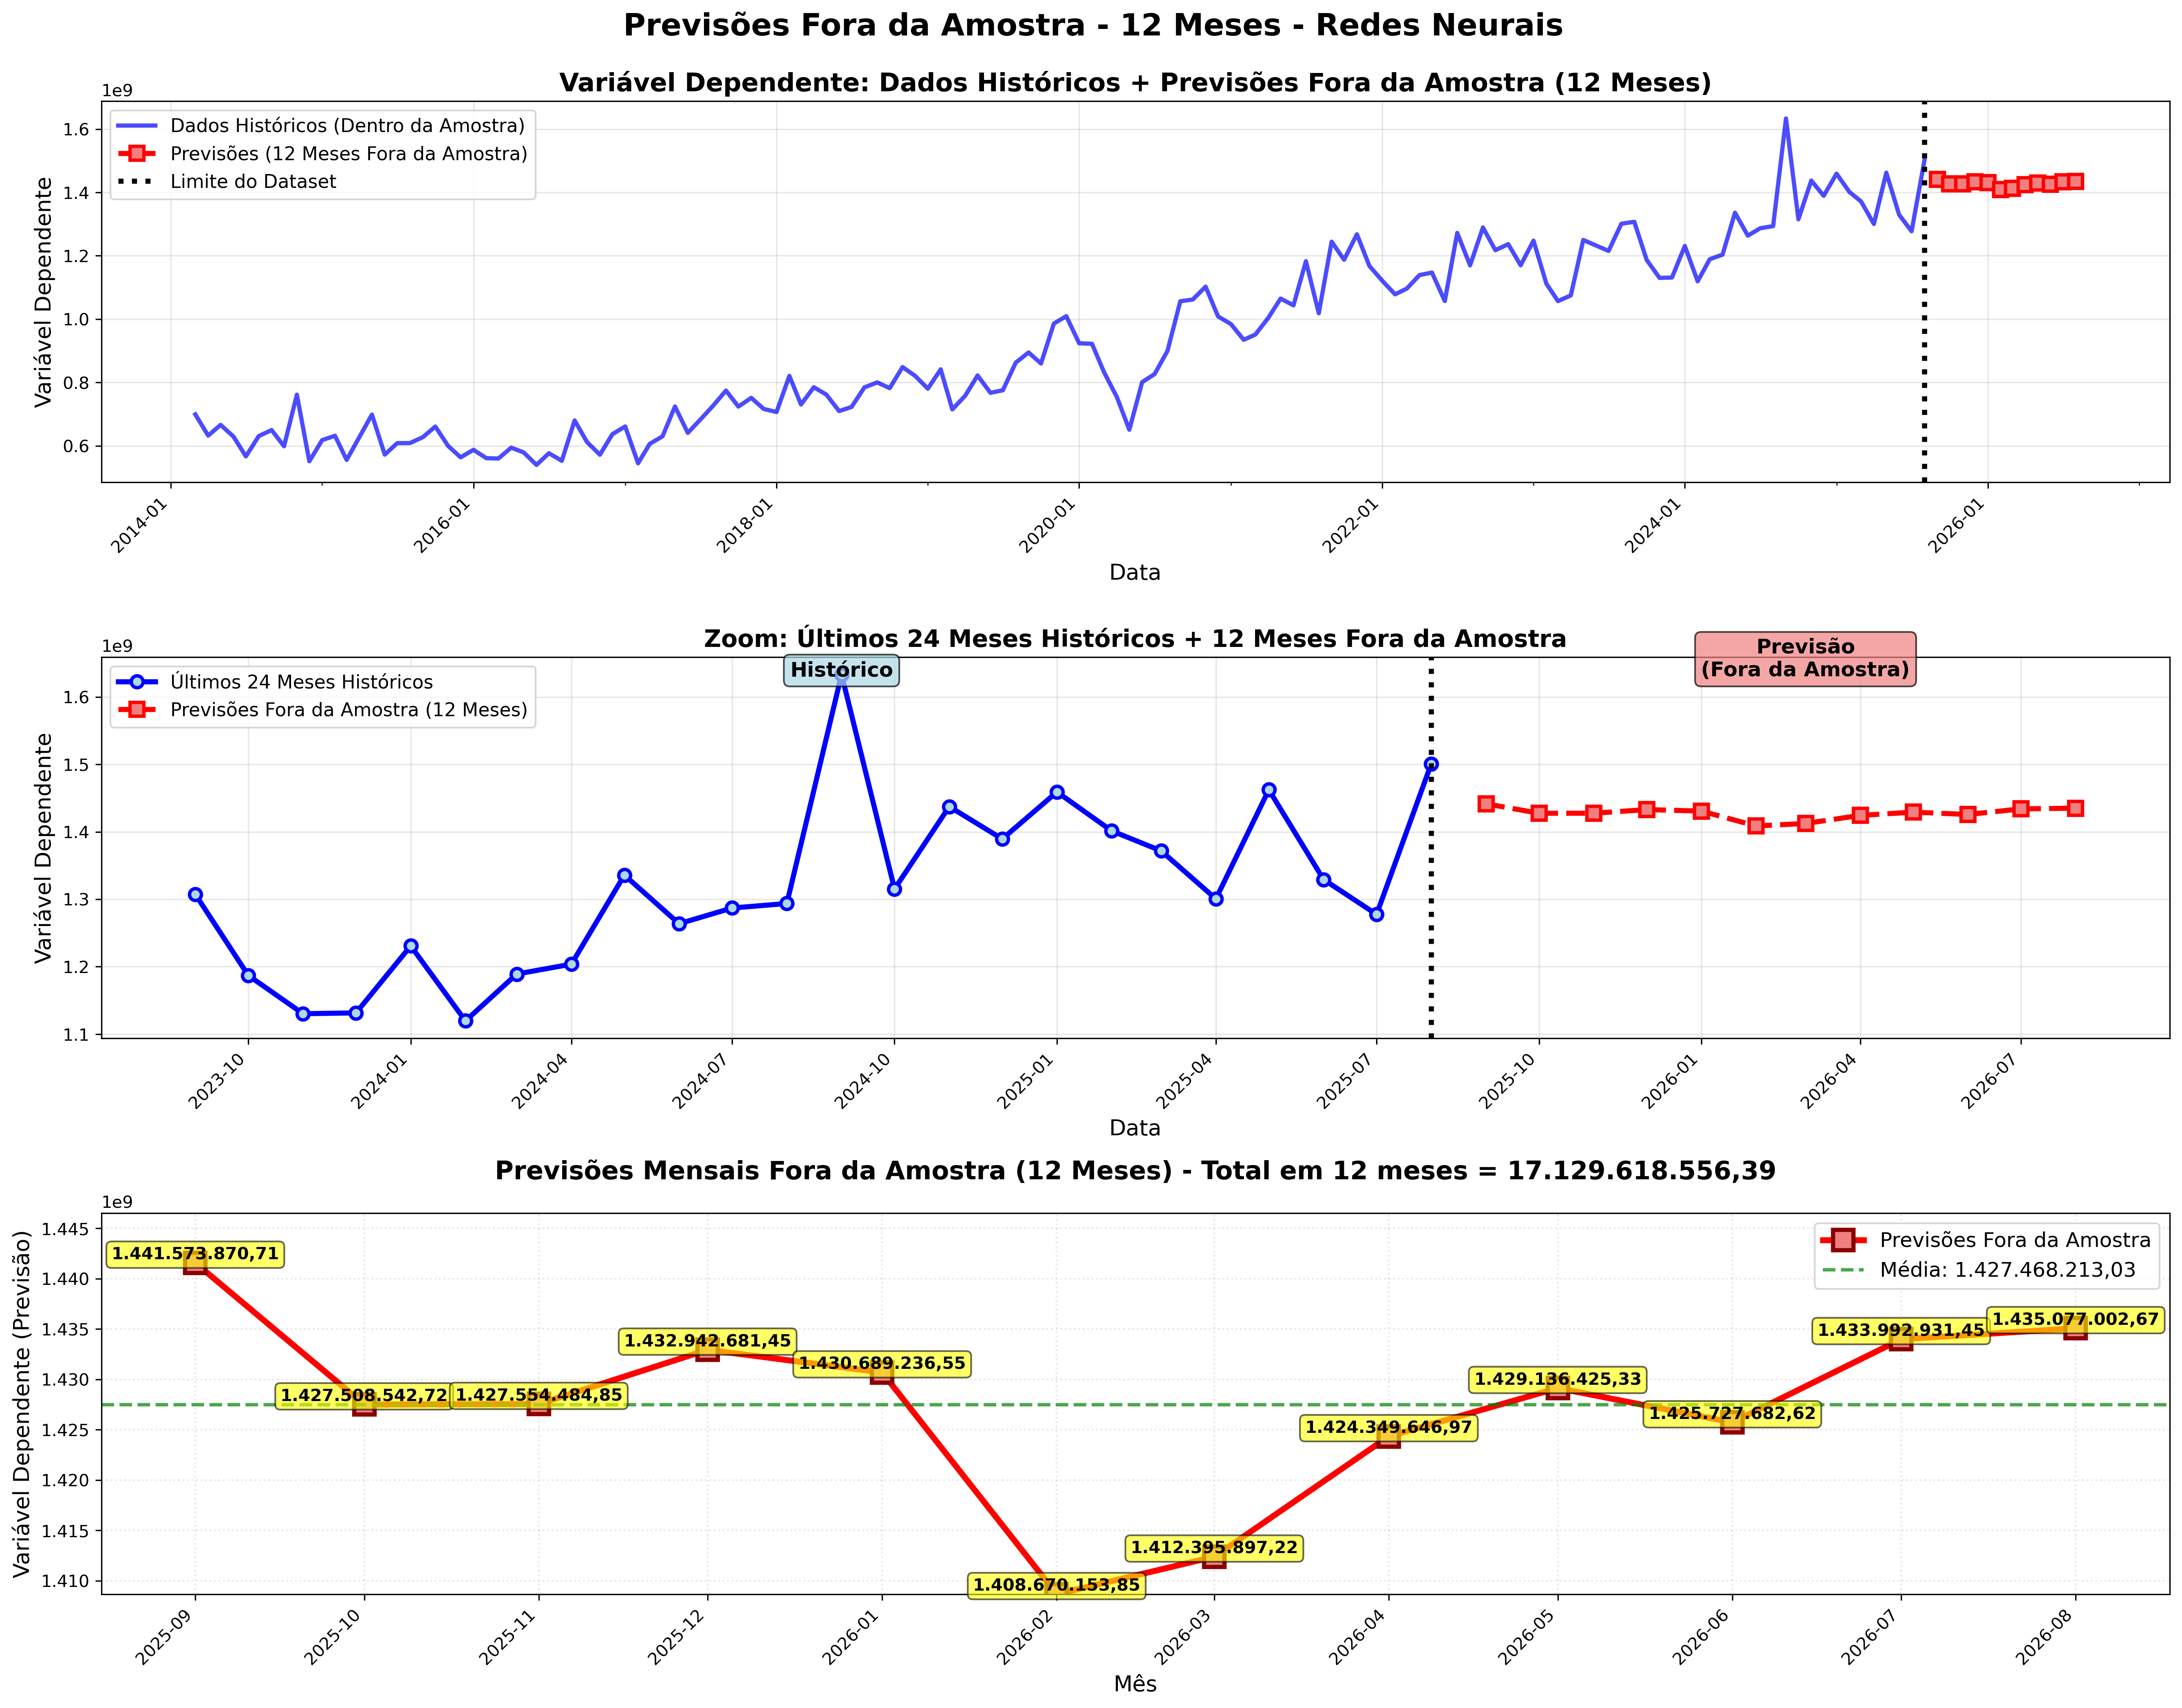 Previsões Fora da Amostra - 12 Meses - Redes Neurais
Variável Dependente: Dados Históricos + Previsões Fora da Amostra (12 Meses)
1e9
Dados Históricos (Dentro da Amostra)
Previsões (12 Meses Fora da Amostra)
Limite do Dataset
Variável Dependente
1.6
1.4
1.2
1.0
0.8
0.6
2014-01
2016-01
2018-01
2020-01
2022-01
2024-01
2026-01
Data
Zoom: Últimos 24 Meses Históricos + 12 Meses Fora da Amostra
1e9
Últimos 24 Meses Históricos
Previsões Fora da Amostra (12 Meses)
Histórico
Previsão
(Fora da Amostra)
Variável Dependente
1.6
1.5
1.4
1.3
1.2
1.1
2023-10
2024-01
2024-04
2024-07
2024-10
2025-01
2025-04
2025-07
2025-10
2026-01
2026-04
2026-07
Data
Previsões Mensais Fora da Amostra (12 Meses) - Total em 12 meses = 17.129.618.556,39
1e9
Previsões Fora da Amostra
Média: 1.427.468.213,03
Variável Dependente (Previsão)
1.445
1.440
1.435
1.430
1.425
1.420
1.415
1.410
1.441.573.870,71
1.427.508.542,72
1.427.554.484,85
1.432.942.681,45
1.430.689.236,55
1.408.670.153,85
1.412.395.897,22
1.424.349.646,97
1.429.136.425,33
1.425.727.682,62
1.433.992.931,45
1.435.077.002,67
2025-09
2025-10
2025-11
2025-12
2026-01
2026-02
2026-03
2026-04
2026-05
2026-06
2026-07
2026-08
Mês